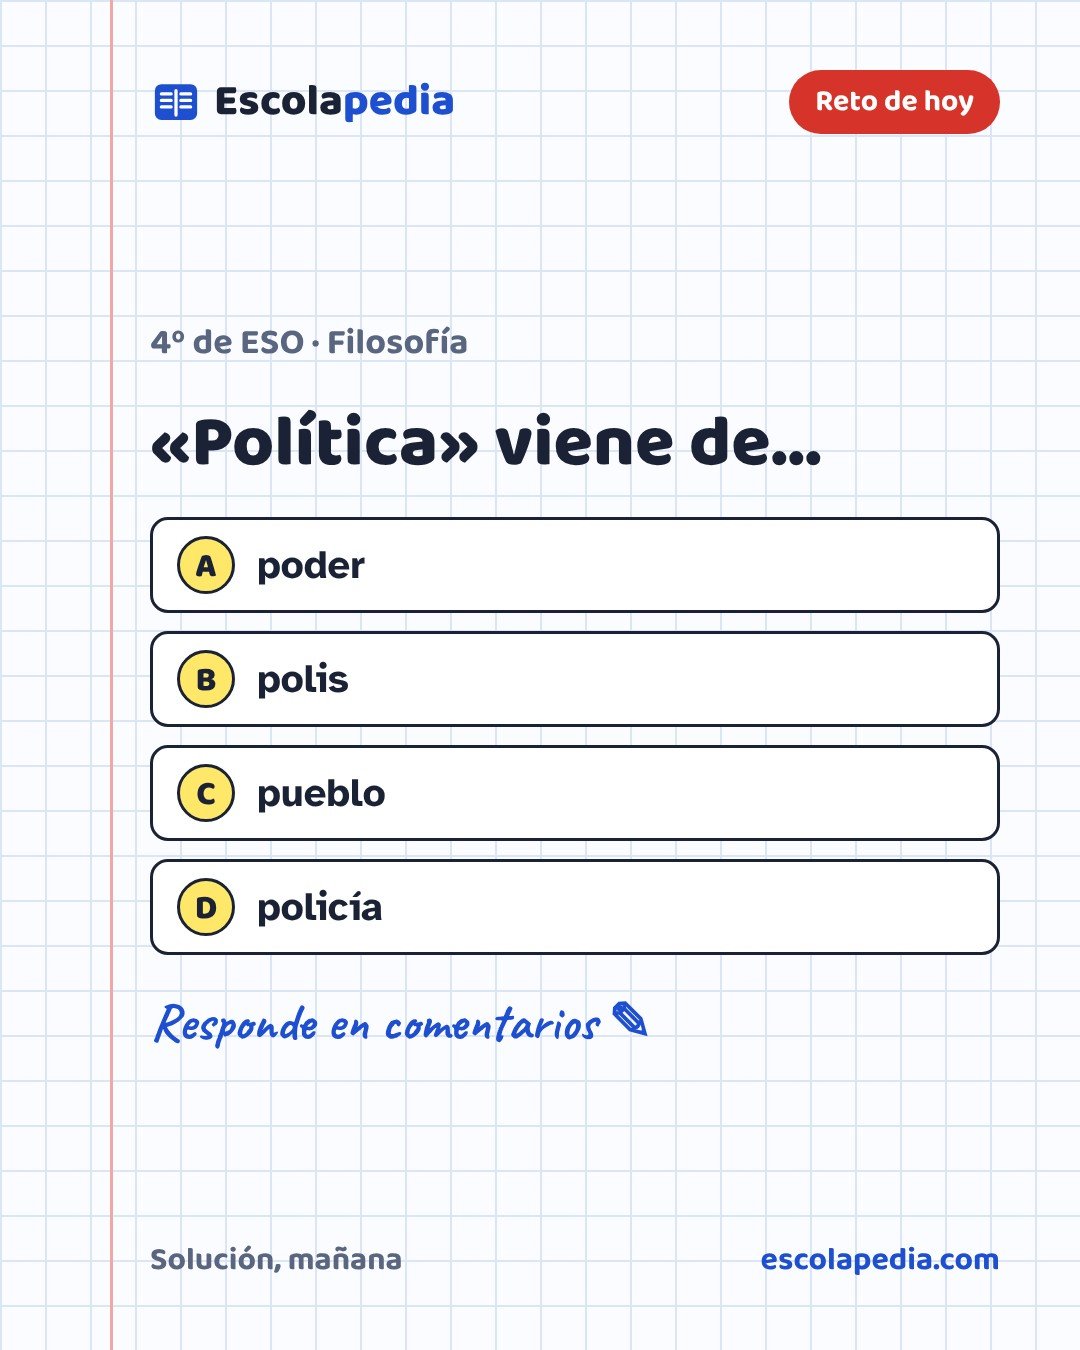 Escolapedia
Reto de hoy
4º de ESO · Filosofía
«Política» viene de...
A poder
B polis
C pueblo
D policía
Responde en comentarios ✎
Solución, mañana
escolapedia.com